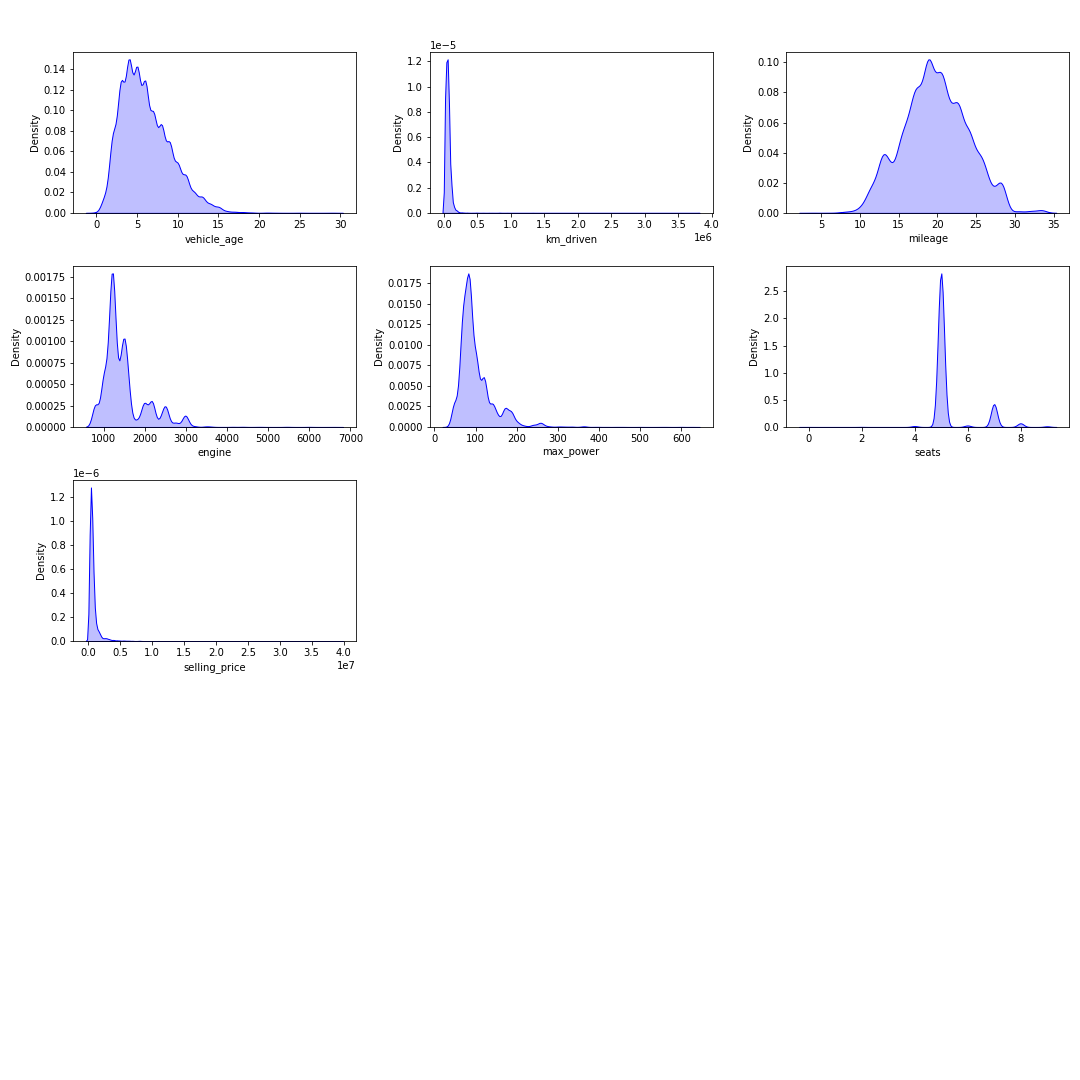 1e−5
0.14
0.12
0.10
0.08
0.06
0.04
0.02
0.00
Density
0 5 10 15 20 25 30
vehicle_age
1.2
1.0
0.8
0.6
0.4
0.2
0.0
Density
0.0 0.5 1.0 1.5 2.0 2.5 3.0 3.5 4.0
1e6
km_driven
0.10
0.08
0.06
0.04
0.02
0.00
Density
5 10 15 20 25 30 35
mileage
0.00175
0.00150
0.00125
0.00100
0.00075
0.00050
0.00025
0.00000
Density
1000 2000 3000 4000 5000 6000 7000
engine
0.0175
0.0150
0.0125
0.0100
0.0075
0.0050
0.0025
0.0000
Density
0 100 200 300 400 500 600
max_power
2.5
2.0
1.5
1.0
0.5
0.0
Density
0 2 4 6 8
seats
1e−6
1.2
1.0
0.8
0.6
0.4
0.2
0.0
Density
0.0 0.5 1.0 1.5 2.0 2.5 3.0 3.5 4.0
1e7
selling_price